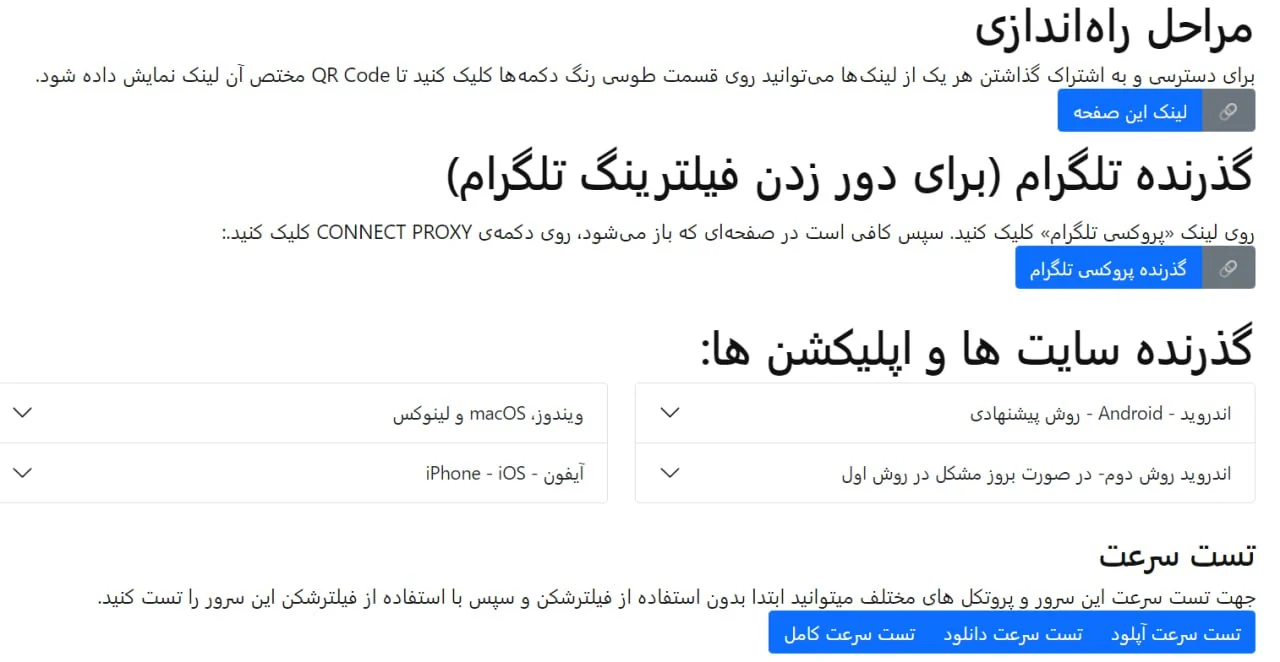 مراحل راه‌اندازی
برای دسترسی و به اشتراک گذاشتن هر یک از لینک‌ها می‌توانید روی قسمت طوسی رنگ دکمه‌ها کلیک کنید تا QR Code مختص آن لینک نمایش داده شود.
لینک این صفحه
گذرنده تلگرام (برای دور زدن فیلترینگ تلگرام)
روی لینک «پروکسی تلگرام» کلیک کنید. سپس کافی است در صفحه‌ای که باز می‌شود، روی دکمه‌ی CONNECT PROXY کلیک کنید.:
گذرنده پروکسی تلگرام
گذرنده سایت ها و اپلیکشن ها:
اندروید - Android - روش پیشنهادی
اندروید روش دوم- در صورت بروز مشکل در روش اول
ویندوز، macOS و لینوکس
آیفون - iPhone - iOS
تست سرعت
جهت تست سرعت این سرور و پروتکل های مختلف میتوانید ابتدا بدون استفاده از فیلترشکن و سپس با استفاده از فیلترشکن این سرور را تست کنید.
تست سرعت آپلود تست سرعت دانلود تست سرعت کامل